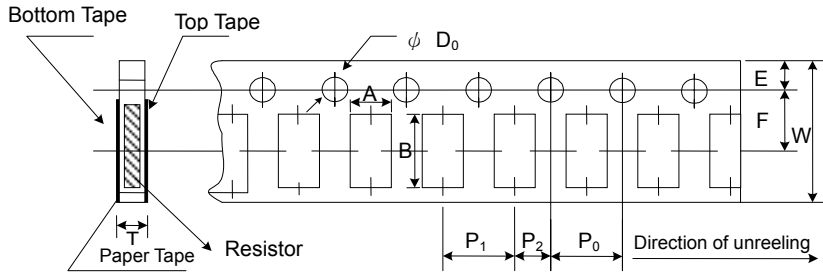 Bottom Tape
Top Tape
ψ D₀
E
A
F
W
B
T
P₁
P₂
P₀
Direction of unreeling
Resistor
Paper Tape